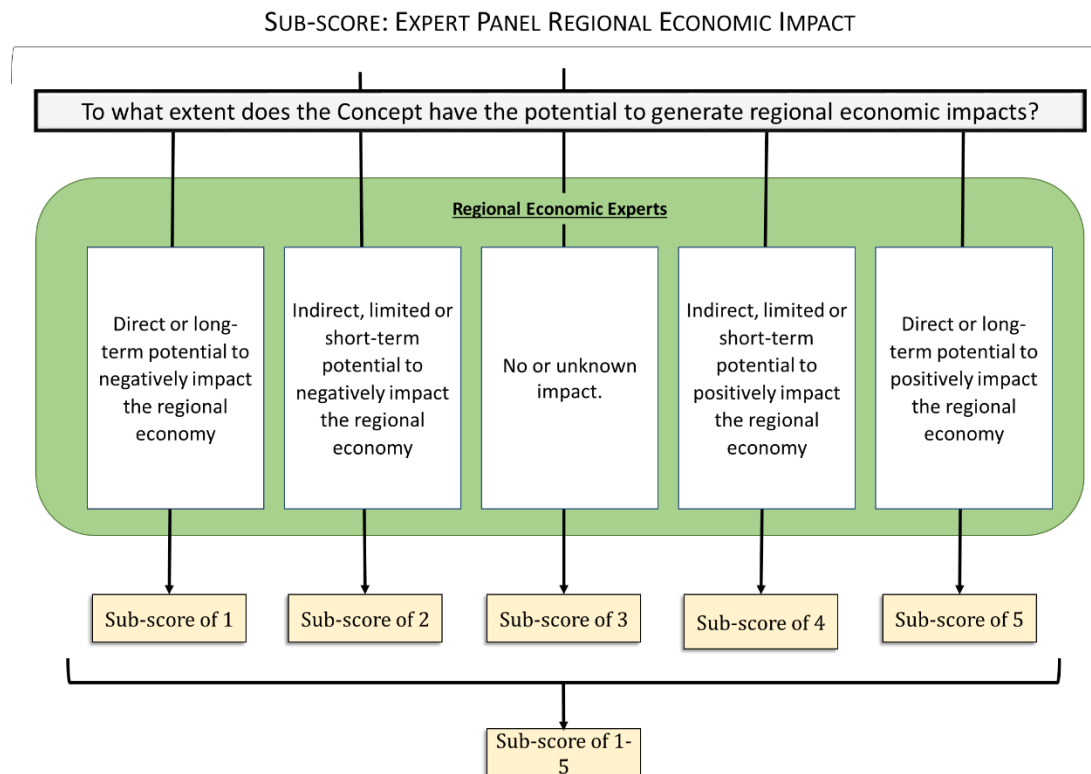 SUB-SCORE: EXPERT PANEL REGIONAL ECONOMIC IMPACT
To what extent does the Concept have the potential to generate regional economic impacts?
Regional Economic Experts
Direct or long-
term potential to
negatively impact
the regional
economy
Indirect, limited or
short-term
potential to
negatively impact
the regional
economy
No or unknown
impact.
Indirect, limited or
short-term
potential to
positively impact
the regional
economy
Direct or long-
term potential to
positively impact
the regional
economy
Sub-score of 1
Sub-score of 2
Sub-score of 3
Sub-score of 4
Sub-score of 5
Sub-score of 1-
5